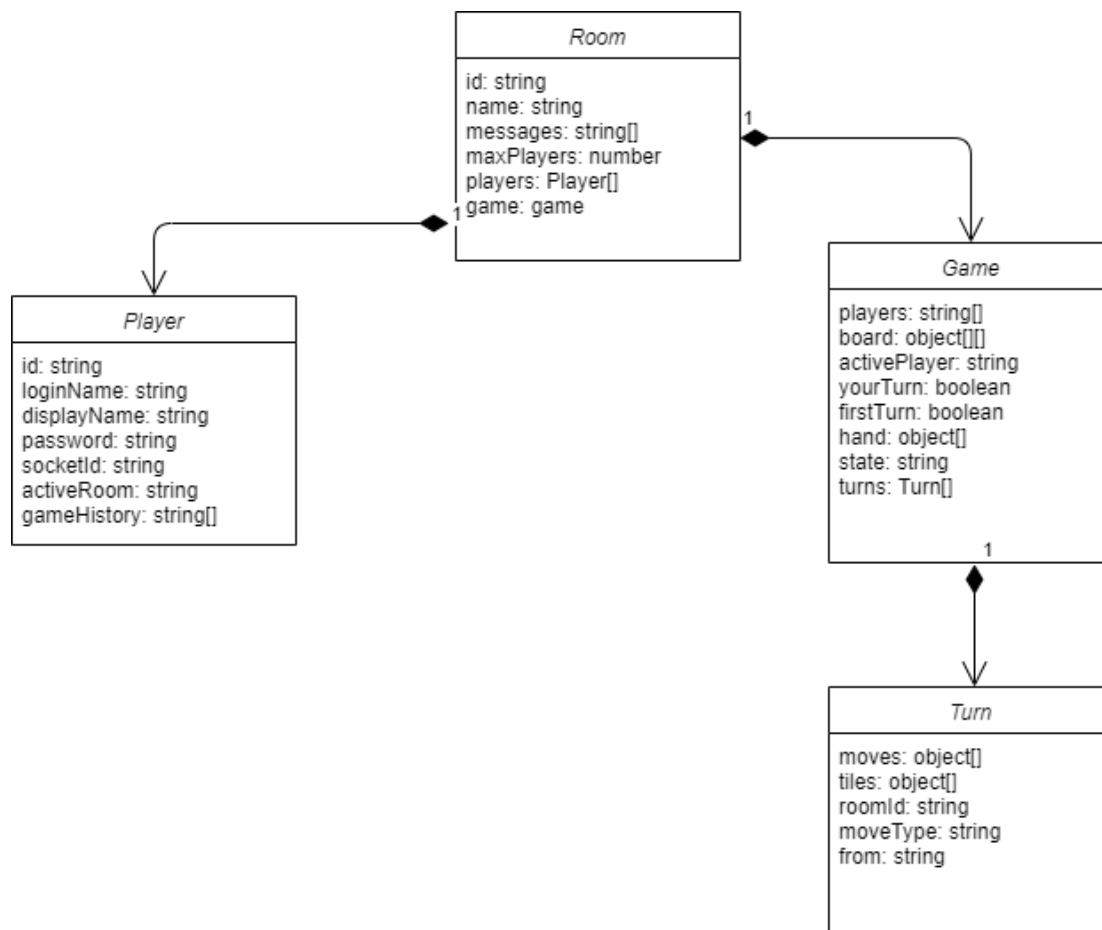 Room
id: string
name: string
messages: string[]
maxPlayers: number
players: Player[]
game: game
1
1
Player
id: string
loginName: string
displayName: string
password: string
socketId: string
activeRoom: string
gameHistory: string[]
Game
players: string[]
board: object[][]
activePlayer: string
yourTurn: boolean
firstTurn: boolean
hand: object[]
state: string
turns: Turn[]
1
Turn
moves: object[]
tiles: object[]
roomId: string
moveType: string
from: string